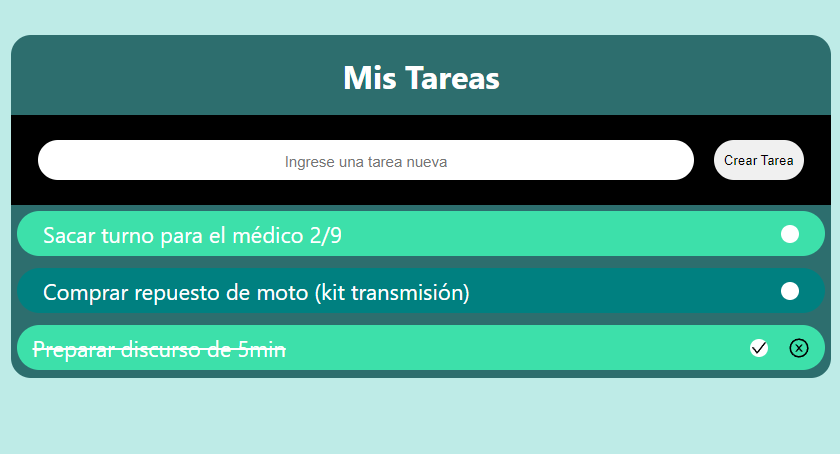 Mis Tareas
Ingrese una tarea nueva
Crear Tarea
Sacar turno para el médico 2/9
Comprar repuesto de moto (kit transmisión)
Preparar discurso de 5min